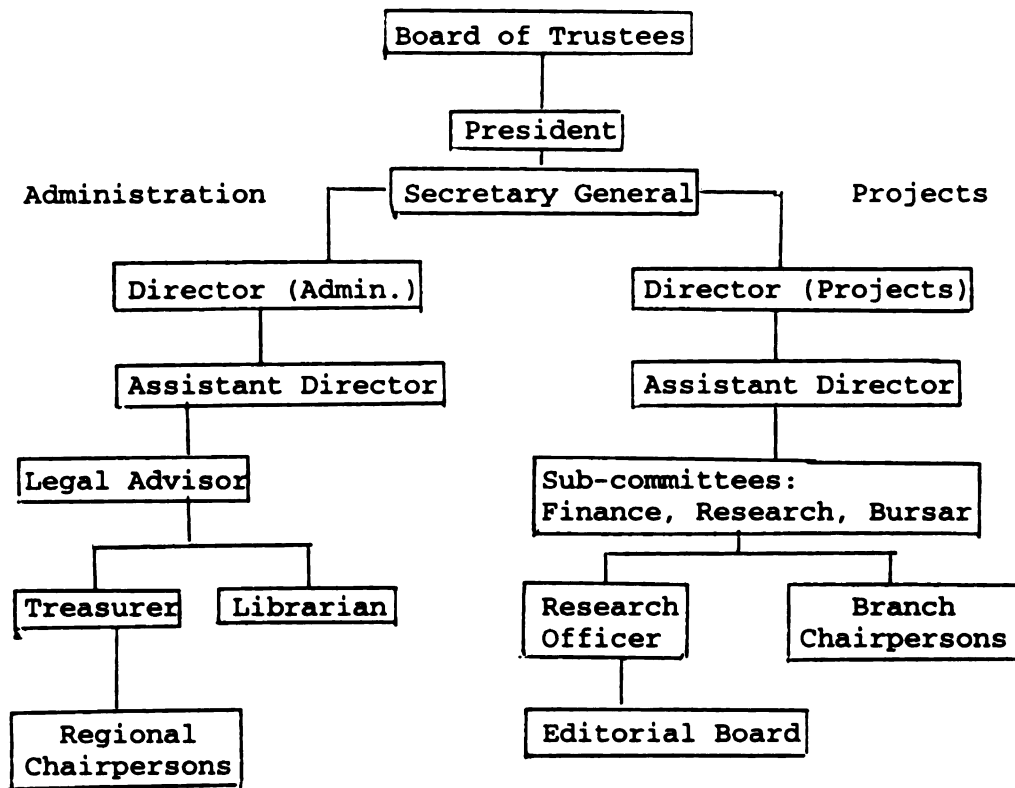 Board of Trustees
President
Administration
Secretary General
Projects
Director (Admin.)
Director (Projects)
Assistant Director
Assistant Director
Legal Advisor
Sub-committees:
Finance, Research, Bursar
Treasurer
Librarian
Research
Officer
Branch
Chairpersons
Regional
Chairpersons
Editorial Board